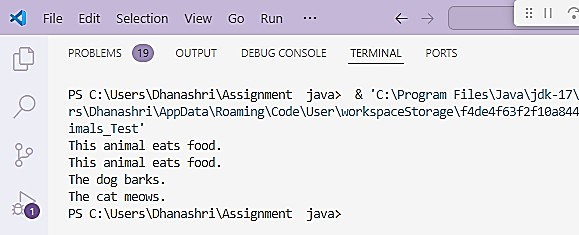 File Edit Selection View Go Run ...
PROBLEMS 19 OUTPUT DEBUG CONSOLE TERMINAL PORTS
PS C:\Users\Dhanashri\Assignment  java>  & 'C:\Program Files\Java\jdk-17\
rs\Dhanashri\AppData\Roaming\Code\User\workspaceStorage\f4de4f63f2f10a844
imals_Test'
This animal eats food.
This animal eats food.
The dog barks.
The cat meows.
1
PS C:\Users\Dhanashri\Assignment  java>